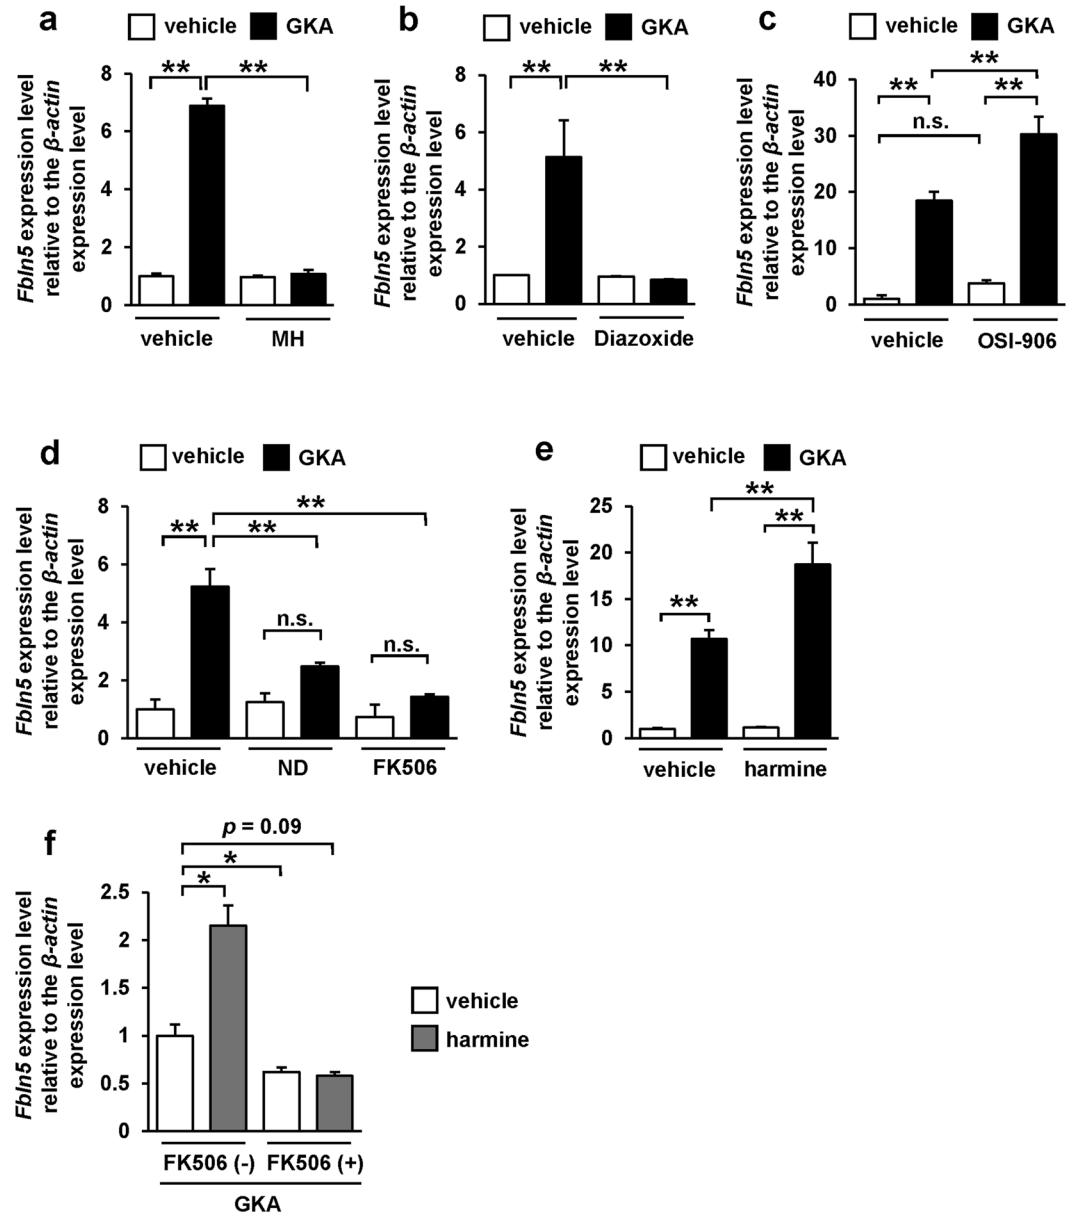 a
vehicle GKA
Fbln5 expression level
relative to the β-actin
expression level
**
**
8
6
4
2
0
vehicle MH
b
vehicle GKA
Fbln5 expression level
relative to the β-actin
expression level
**
**
8
6
4
2
0
vehicle Diazoxide
c
vehicle GKA
Fbln5 expression level
relative to the β-actin
expression level
**
**
**
n.s.
40
30
20
10
0
vehicle OSI-906
d
vehicle GKA
Fbln5 expression level
relative to the β-actin
expression level
**
**
**
n.s.
n.s.
8
6
4
2
0
vehicle ND FK506
e
vehicle GKA
Fbln5 expression level
relative to the β-actin
expression level
**
**
**
25
20
15
10
5
0
vehicle harmine
f
p = 0.09
*
*
Fbln5 expression level
relative to the β-actin
expression level
2.5
2
1.5
1
0.5
0
vehicle
harmine
FK506 (-) FK506 (+)
GKA